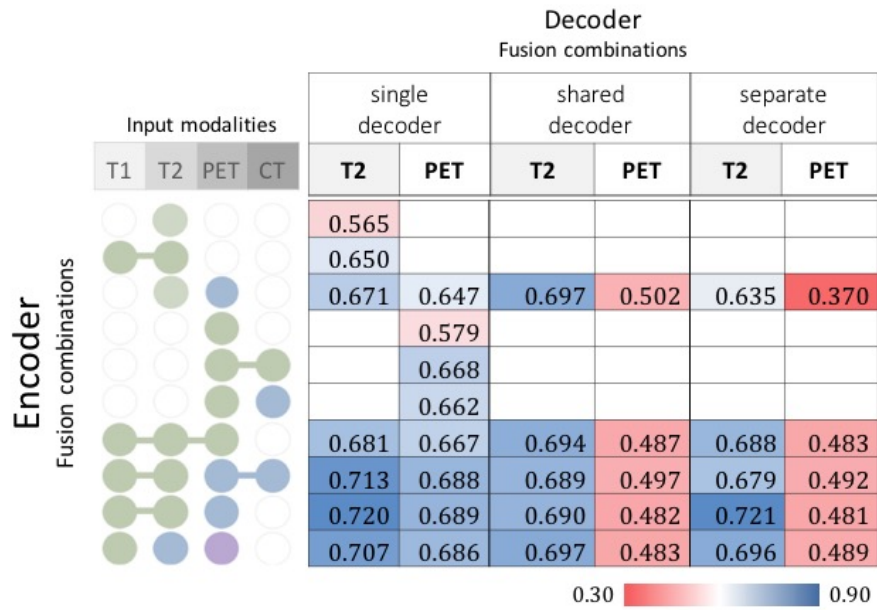 Decoder
Fusion combinations
single decoder shared decoder separate decoder
Input modalities
T1 T2 PET CT T2 PET T2 PET T2 PET
Encoder
Fusion combinations
0.565
0.650
0.671 0.647 0.697 0.502 0.635 0.370
0.579
0.668
0.662
0.681 0.667 0.694 0.487 0.688 0.483
0.713 0.688 0.689 0.497 0.679 0.492
0.720 0.689 0.690 0.482 0.721 0.481
0.707 0.686 0.697 0.483 0.696 0.489
0.30 0.90